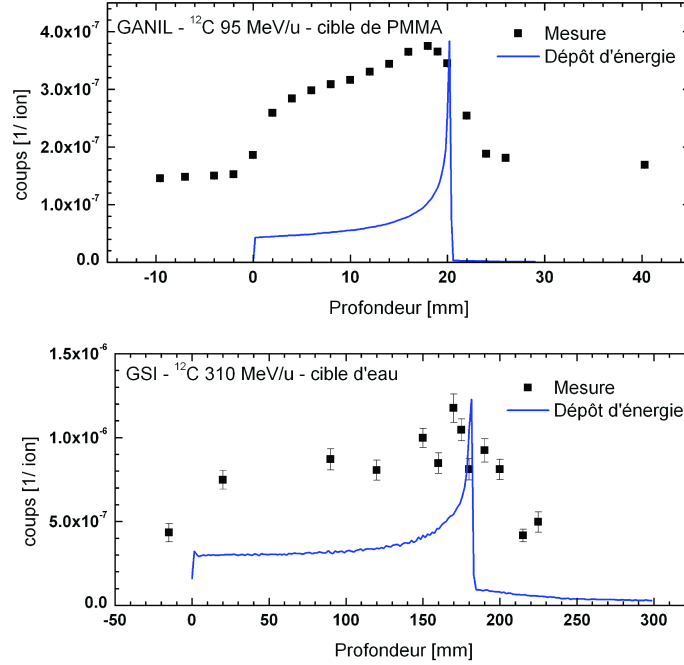 GANIL - ¹²C 95 MeV/u - cible de PMMA
Mesure
Dépôt d'énergie
4.0x10⁻⁷
3.0x10⁻⁷
2.0x10⁻⁷
1.0x10⁻⁷
0.0
coups [1/ ion]
-10
0
10
20
30
40
Profondeur [mm]
1.5x10⁻⁶
GSI - ¹²C 310 MeV/u - cible d'eau
Mesure
Dépôt d'énergie
1.0x10⁻⁶
5.0x10⁻⁷
0.0
coups [1/ ion]
-50
0
50
100
150
200
250
300
Profondeur [mm]